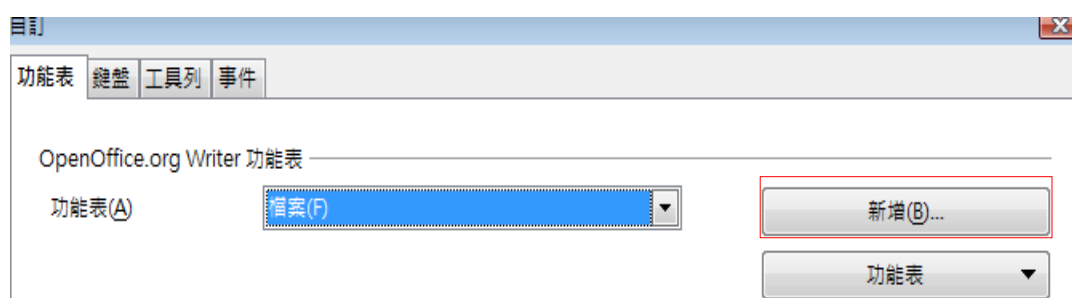 自訂
功能表 鍵盤 工具列 事件
OpenOffice.org Writer 功能表
功能表(A) 檔案(F) 新增(B)...
功能表